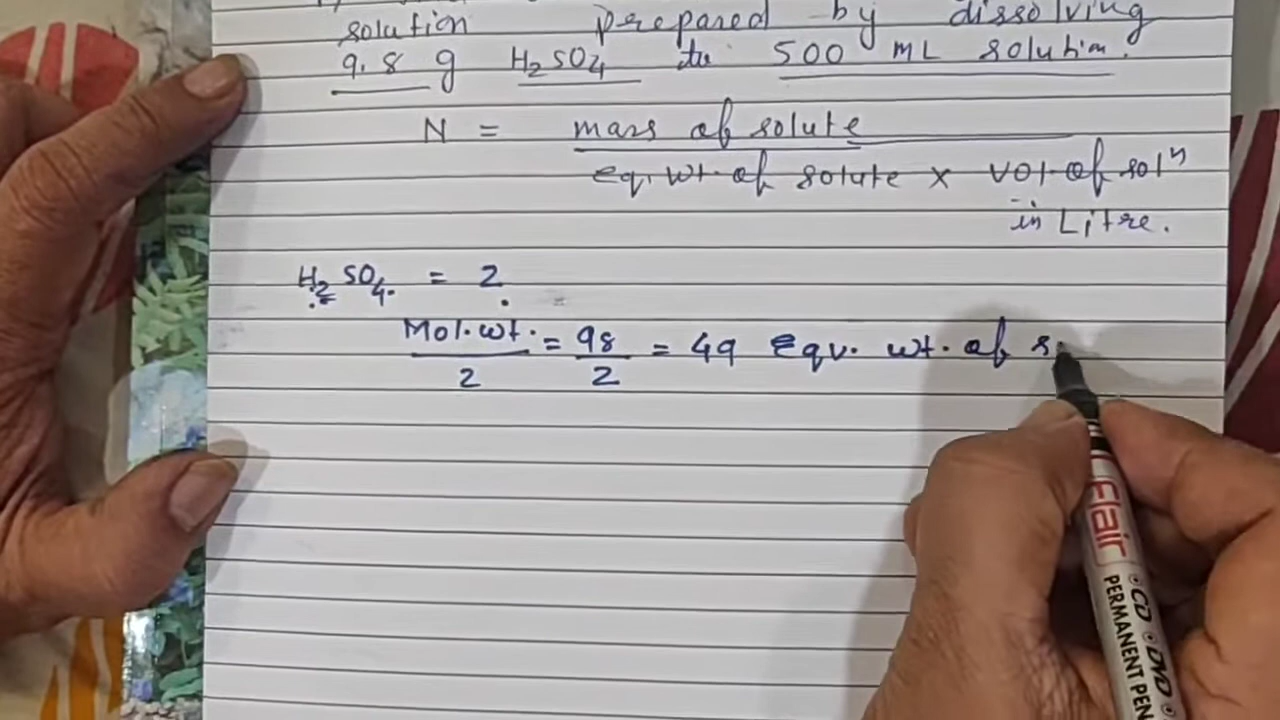 solution prepared by dissolving
9.8 g H₂SO₄ to 500 ML solution.
N = mass of solute
eq. wt. of solute x vol. of solⁿ
in Litre.
H₂SO₄. = 2
Mol. wt. = 98 = 49 Eqv. wt. of s
2 2
Flair
CD DVD
PERMANENT PEN